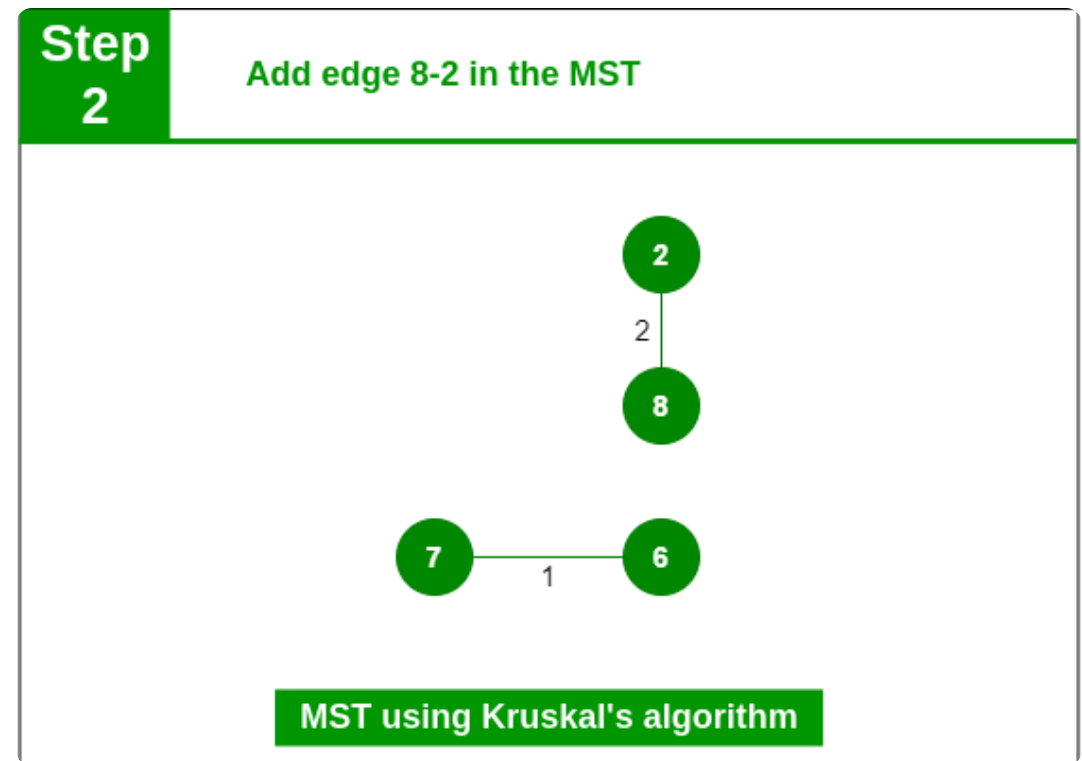 Step
2
Add edge 8-2 in the MST
2
2
8
7
6
1
MST using Kruskal's algorithm